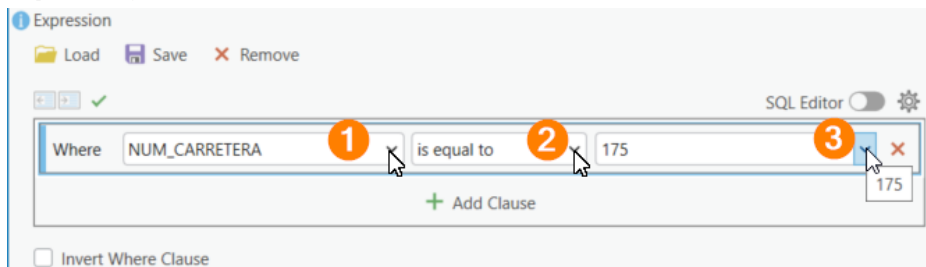 Expression
Load Save Remove
SQL Editor
Where NUM_CARRETERA 1 is equal to 2 175 3
175
Add Clause
Invert Where Clause